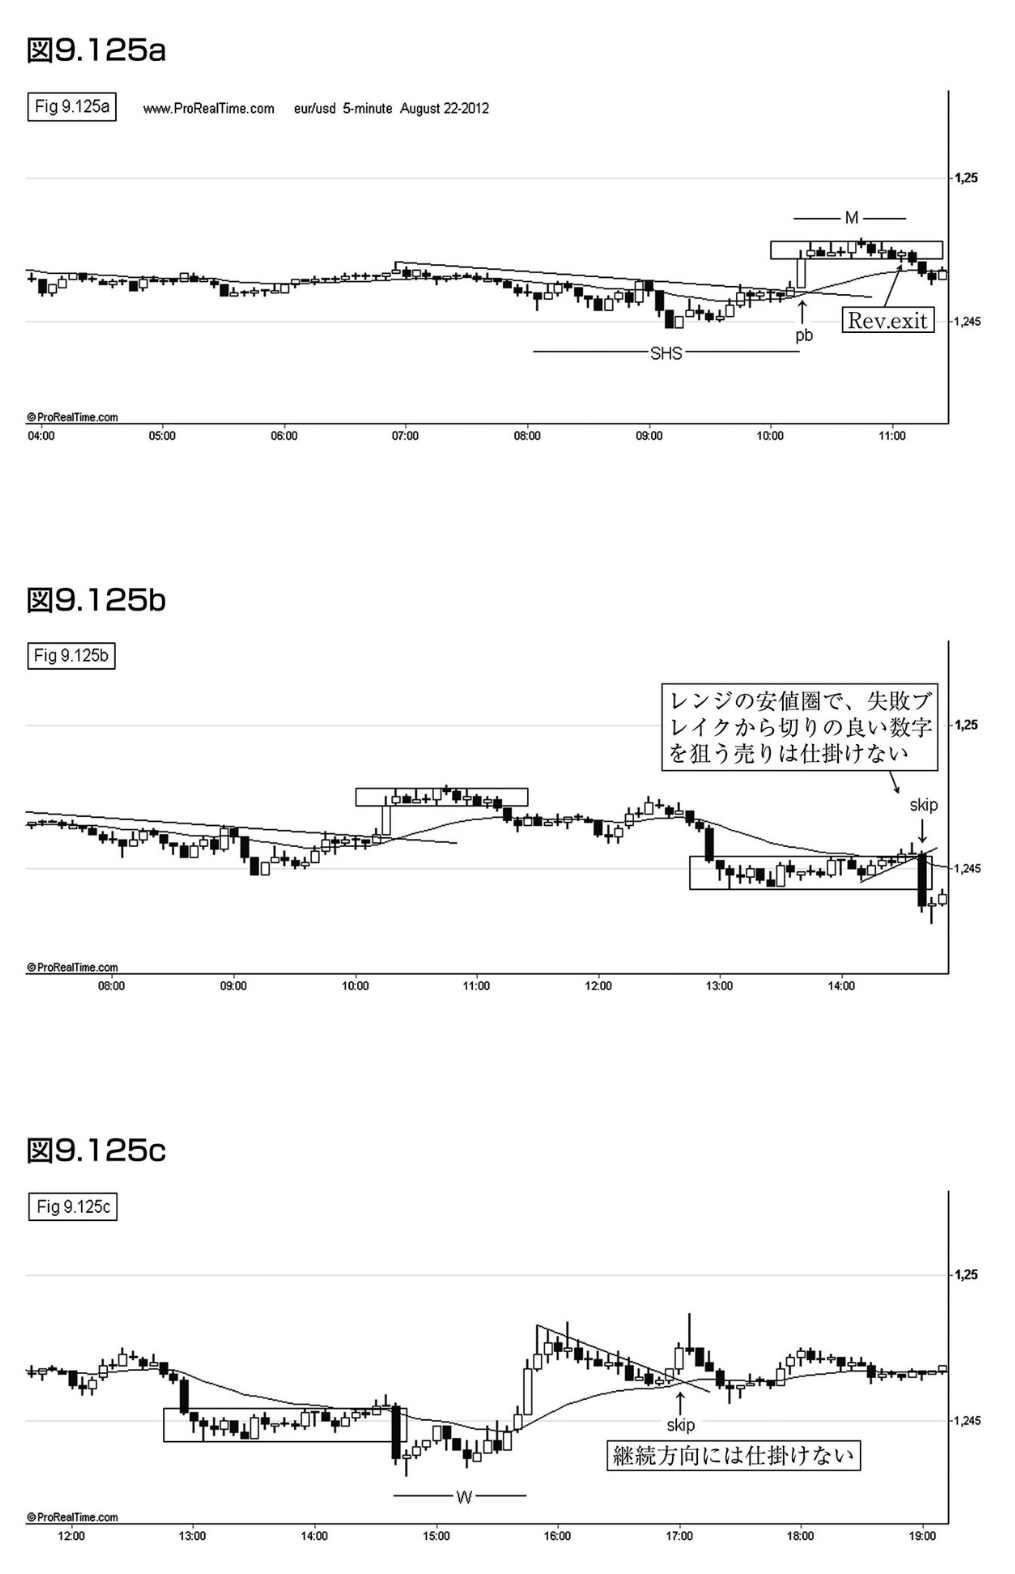 図9.125a
Fig 9.125a www.ProRealTime.com eur/usd 5-minute August 22-2012
1,25
M
Rev.exit
1,245
pb
SHS
©ProRealTime.com
04:00 05:00 06:00 07:00 08:00 09:00 10:00 11:00
図9.125b
Fig 9.125b
レンジの安値圏で、失敗ブ
レイクから切りの良い数字
を狙う売りは仕掛けない
1,25
skip
1,245
©ProRealTime.com
08:00 09:00 10:00 11:00 12:00 13:00 14:00
図9.125c
Fig 9.125c
1,25
1,245
skip
継続方向には仕掛けない
W
©ProRealTime.com
12:00 13:00 14:00 15:00 16:00 17:00 18:00 19:00